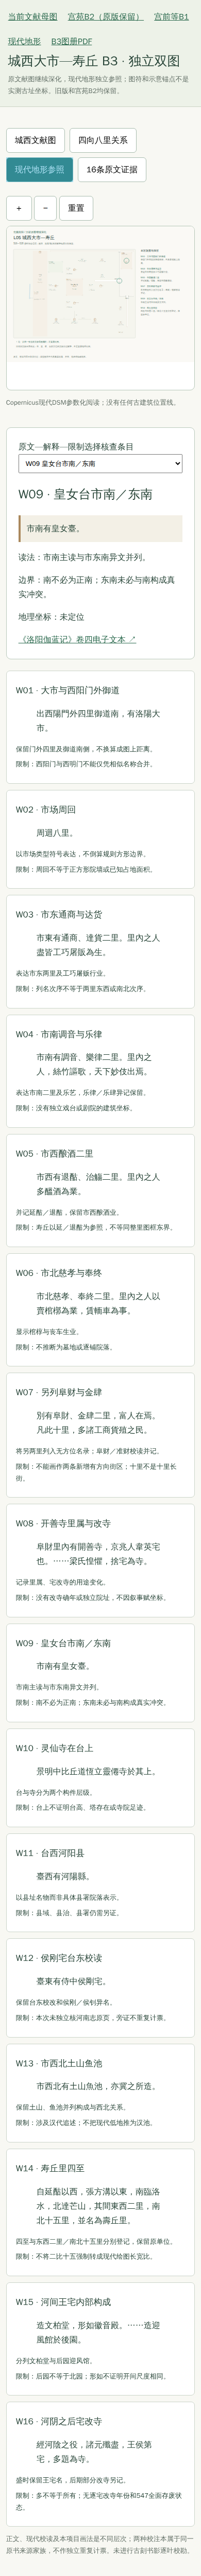 当前文献母图 宫苑B2（原版保留） 宫前等B1
现代地形 B3图册PDF
城西大市—寿丘 B3 · 独立双图
原文献图继续深化，现代地形独立参照；图符和示意锚点不是
实测古址坐标。旧版和宫苑B2均保留。
城西文献图 四向八里关系
现代地形参照 16条原文证据
+ − 重置
Copernicus现代DSM参数化阅读；没有任何古建筑位置线。
原文—解释—限制选择核查条目
W09 皇女台市南／东南
W09 · 皇女台市南／东南
市南有皇女臺。
读法：市南主读与市东南异文并列。
边界：南不必为正南；东南未必与南构成真
实冲突。
地理坐标：未定位
《洛阳伽蓝记》卷四电子文本 ↗
W01 · 大市与西阳门外御道
出西陽門外四里御道南，有洛陽大
市。
保留门外四里及御道南侧，不换算成图上距离。
限制：西阳门与西明门不能仅凭相似名称合并。
W02 · 市场周回
周迴八里。
以市场类型符号表达，不倒算规则方形边界。
限制：周回不等于正方形院墙或已知占地面积。
W03 · 市东通商与达货
市東有通商、達貨二里。里內之人
盡皆工巧屠販為生。
表达市东两里及工巧屠贩行业。
限制：列名次序不等于两里东西或南北次序。
W04 · 市南调音与乐律
市南有調音、樂律二里。里內之
人，絲竹謳歌，天下妙伎出焉。
表达市南二里及乐艺，乐律／乐肆异记保留。
限制：没有独立戏台或剧院的建筑坐标。
W05 · 市西酿酒二里
市西有退酤、治觴二里。里內之人
多醞酒為業。
并记延酤／退酤，保留市西酿酒业。
限制：寿丘以延／退酤为参照，不等同整里图框东界。
W06 · 市北慈孝与奉终
市北慈孝、奉終二里。里內之人以
賣棺槨為業，賃輀車為事。
显示棺椁与丧车生业。
限制：不推断为墓地或逐铺院落。
W07 · 另列阜财与金肆
別有阜財、金肆二里，富人在焉。
凡此十里，多諸工商貨殖之民。
将另两里列入无方位名录；阜财／准财校读并记。
限制：不能画作两条新增有方向街区；十里不是十里长
街。
W08 · 开善寺里属与改寺
阜財里內有開善寺，京兆人韋英宅
也。⋯⋯梁氏惶懼，捨宅為寺。
记录里属、宅改寺的用途变化。
限制：没有改寺确年或独立院址，不因叙事赋坐标。
W09 · 皇女台市南／东南
市南有皇女臺。
市南主读与市东南异文并列。
限制：南不必为正南；东南未必与南构成真实冲突。
W10 · 灵仙寺在台上
景明中比丘道恆立靈僊寺於其上。
台与寺分为两个构件层级。
限制：台上不证明台高、塔存在或寺院足迹。
W11 · 台西河阳县
臺西有河陽縣。
以县址名物而非具体县署院落表示。
限制：县域、县治、县署仍需另证。
W12 · 侯刚宅台东校读
臺東有侍中侯剛宅。
保留台东校改和侯刚／侯钊异名。
限制：本次未独立核河南志原页，旁证不重复计票。
W13 · 市西北土山鱼池
市西北有土山魚池，亦冀之所造。
保留土山、鱼池并列构成与西北关系。
限制：涉及汉代追述；不把现代低地推为汉池。
W14 · 寿丘里四至
自延酤以西，張方溝以東，南臨洛
水，北達芒山，其間東西二里，南
北十五里，並名為壽丘里。
四至与东西二里／南北十五里分别登记，保留原单位。
限制：不将二比十五强制转成现代绘图长宽比。
W15 · 河间王宅内部构成
造文柏堂，形如徽音殿。⋯⋯造迎
風館於後園。
分列文柏堂与后园迎风馆。
限制：后园不等于北园；形如不证明开间尺度相同。
W16 · 河阴之后宅改寺
經河陰之役，諸元殲盡，王侯第
宅，多題為寺。
盛时保留王宅名，后期部分改寺另记。
限制：多不等于所有；无逐宅改寺年份和547全面存废状
态。
正文、现代校读及本项目画法是不同层次；两种校注本属于同一
原书来源家族，不作独立重复计票。未进行古刻书影逐叶校勘。